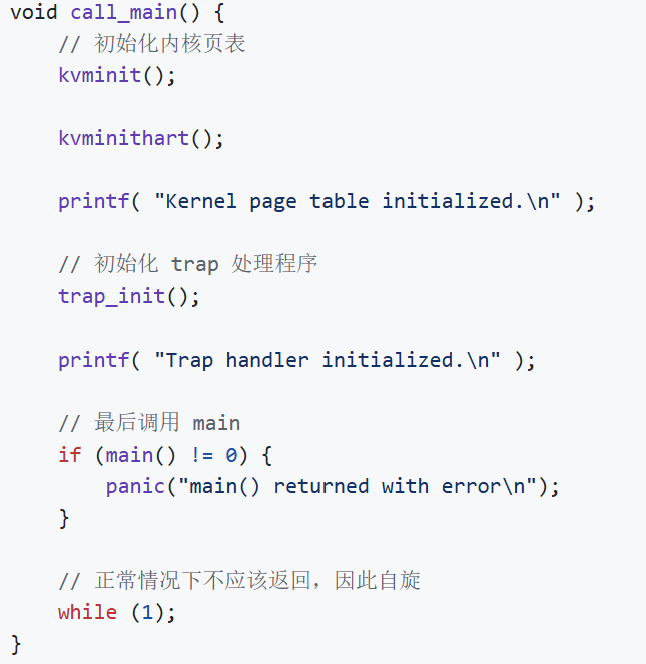 void call_main() {
    // 初始化内核页表
    kvminit();
    kvminithart();
    printf( "Kernel page table initialized.\n" );
    // 初始化 trap 处理程序
    trap_init();
    printf( "Trap handler initialized.\n" );
    // 最后调用 main
    if (main() != 0) {
        panic("main() returned with error\n");
    }
    // 正常情况下不应该返回，因此自旋
    while (1);
}